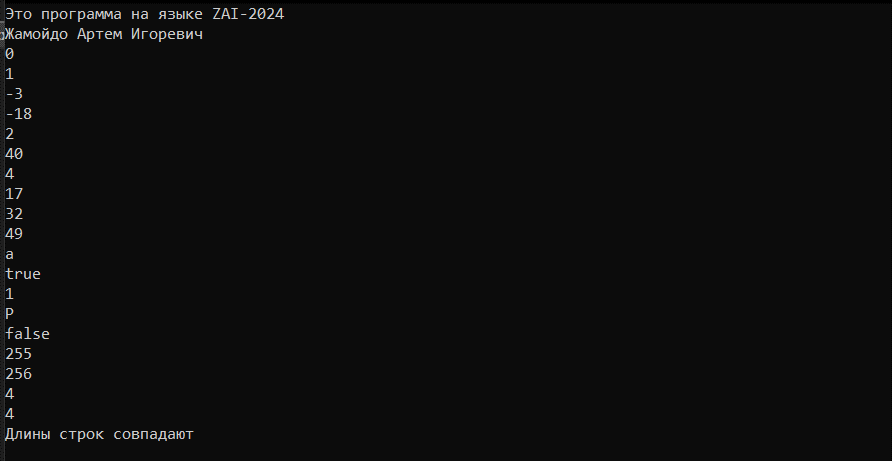 Это программа на языке ZAI-2024
Жамойдо Артем Игоревич
0
1
-3
-18
2
40
4
17
32
49
a
true
1
P
false
255
256
4
4
Длины строк совпадают